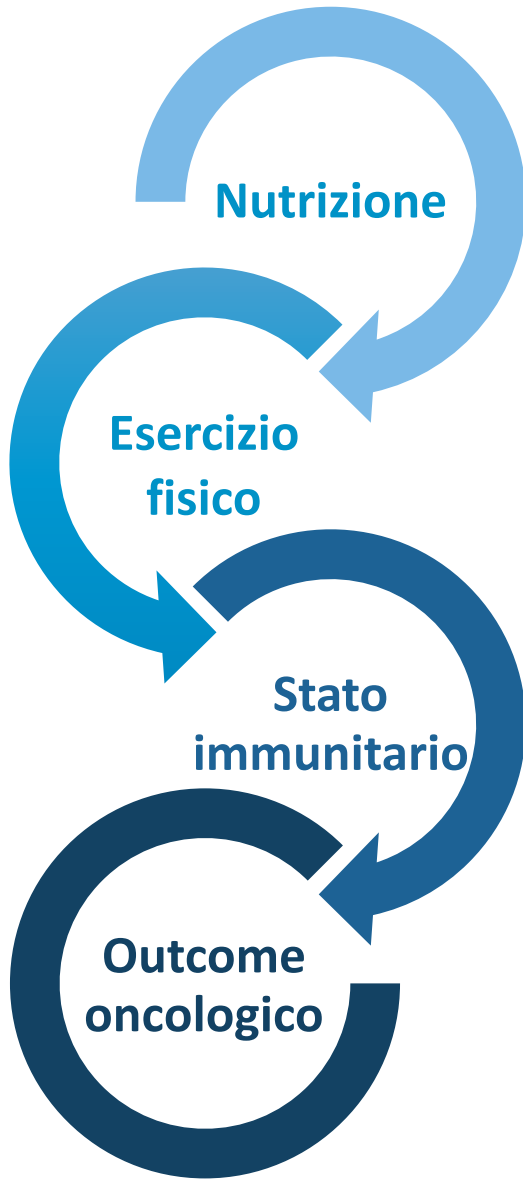 Nutrizione
Esercizio
fisico
Stato
immunitario
Outcome
oncologico